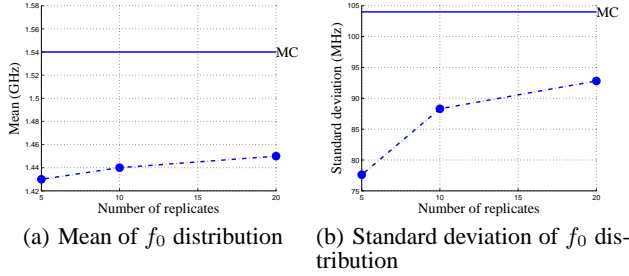 1.58
1.56
1.54
1.52
1.5
1.48
1.46
1.44
1.42
5
10
15
20
Mean (GHz)
Number of replicates
MC
(a) Mean of f₀ distribution
105
100
95
90
85
80
75
5
10
15
20
Standard deviation (MHz)
Number of replicates
MC
(b) Standard deviation of f₀ dis-
tribution